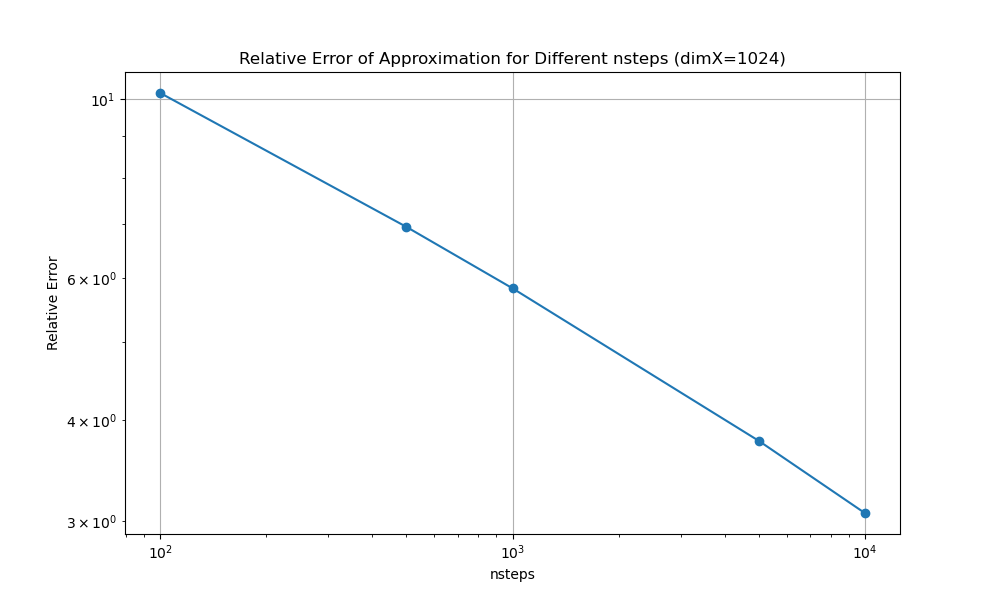 Relative Error of Approximation for Different nsteps (dimX=1024)
10¹
6 × 10⁰
4 × 10⁰
3 × 10⁰
Relative Error
10²
10³
10⁴
nsteps